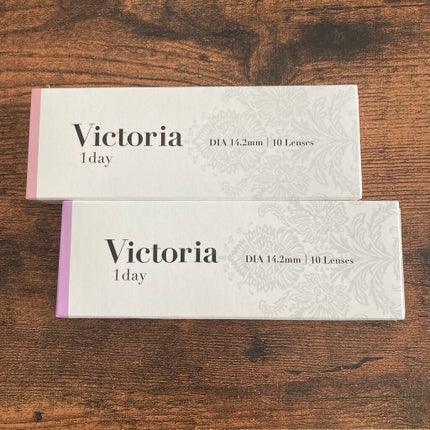 Victoria
1day
DIA 14.2mm | 10 Lenses
Victoria
1day
DIA 14.2mm | 10 Lenses